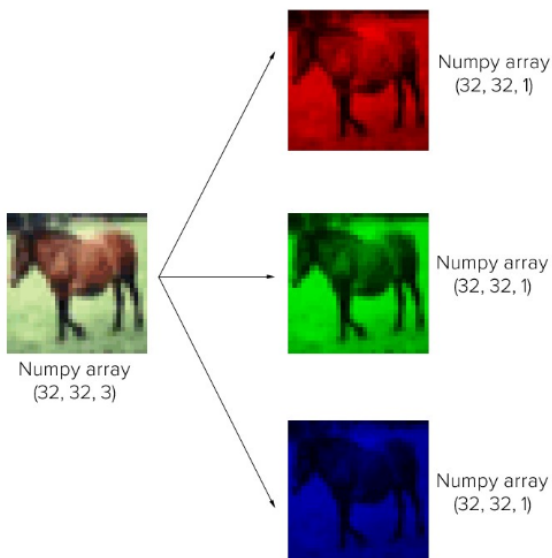 Numpy array
(32, 32, 1)
Numpy array
(32, 32, 3)
Numpy array
(32, 32, 1)
Numpy array
(32, 32, 1)